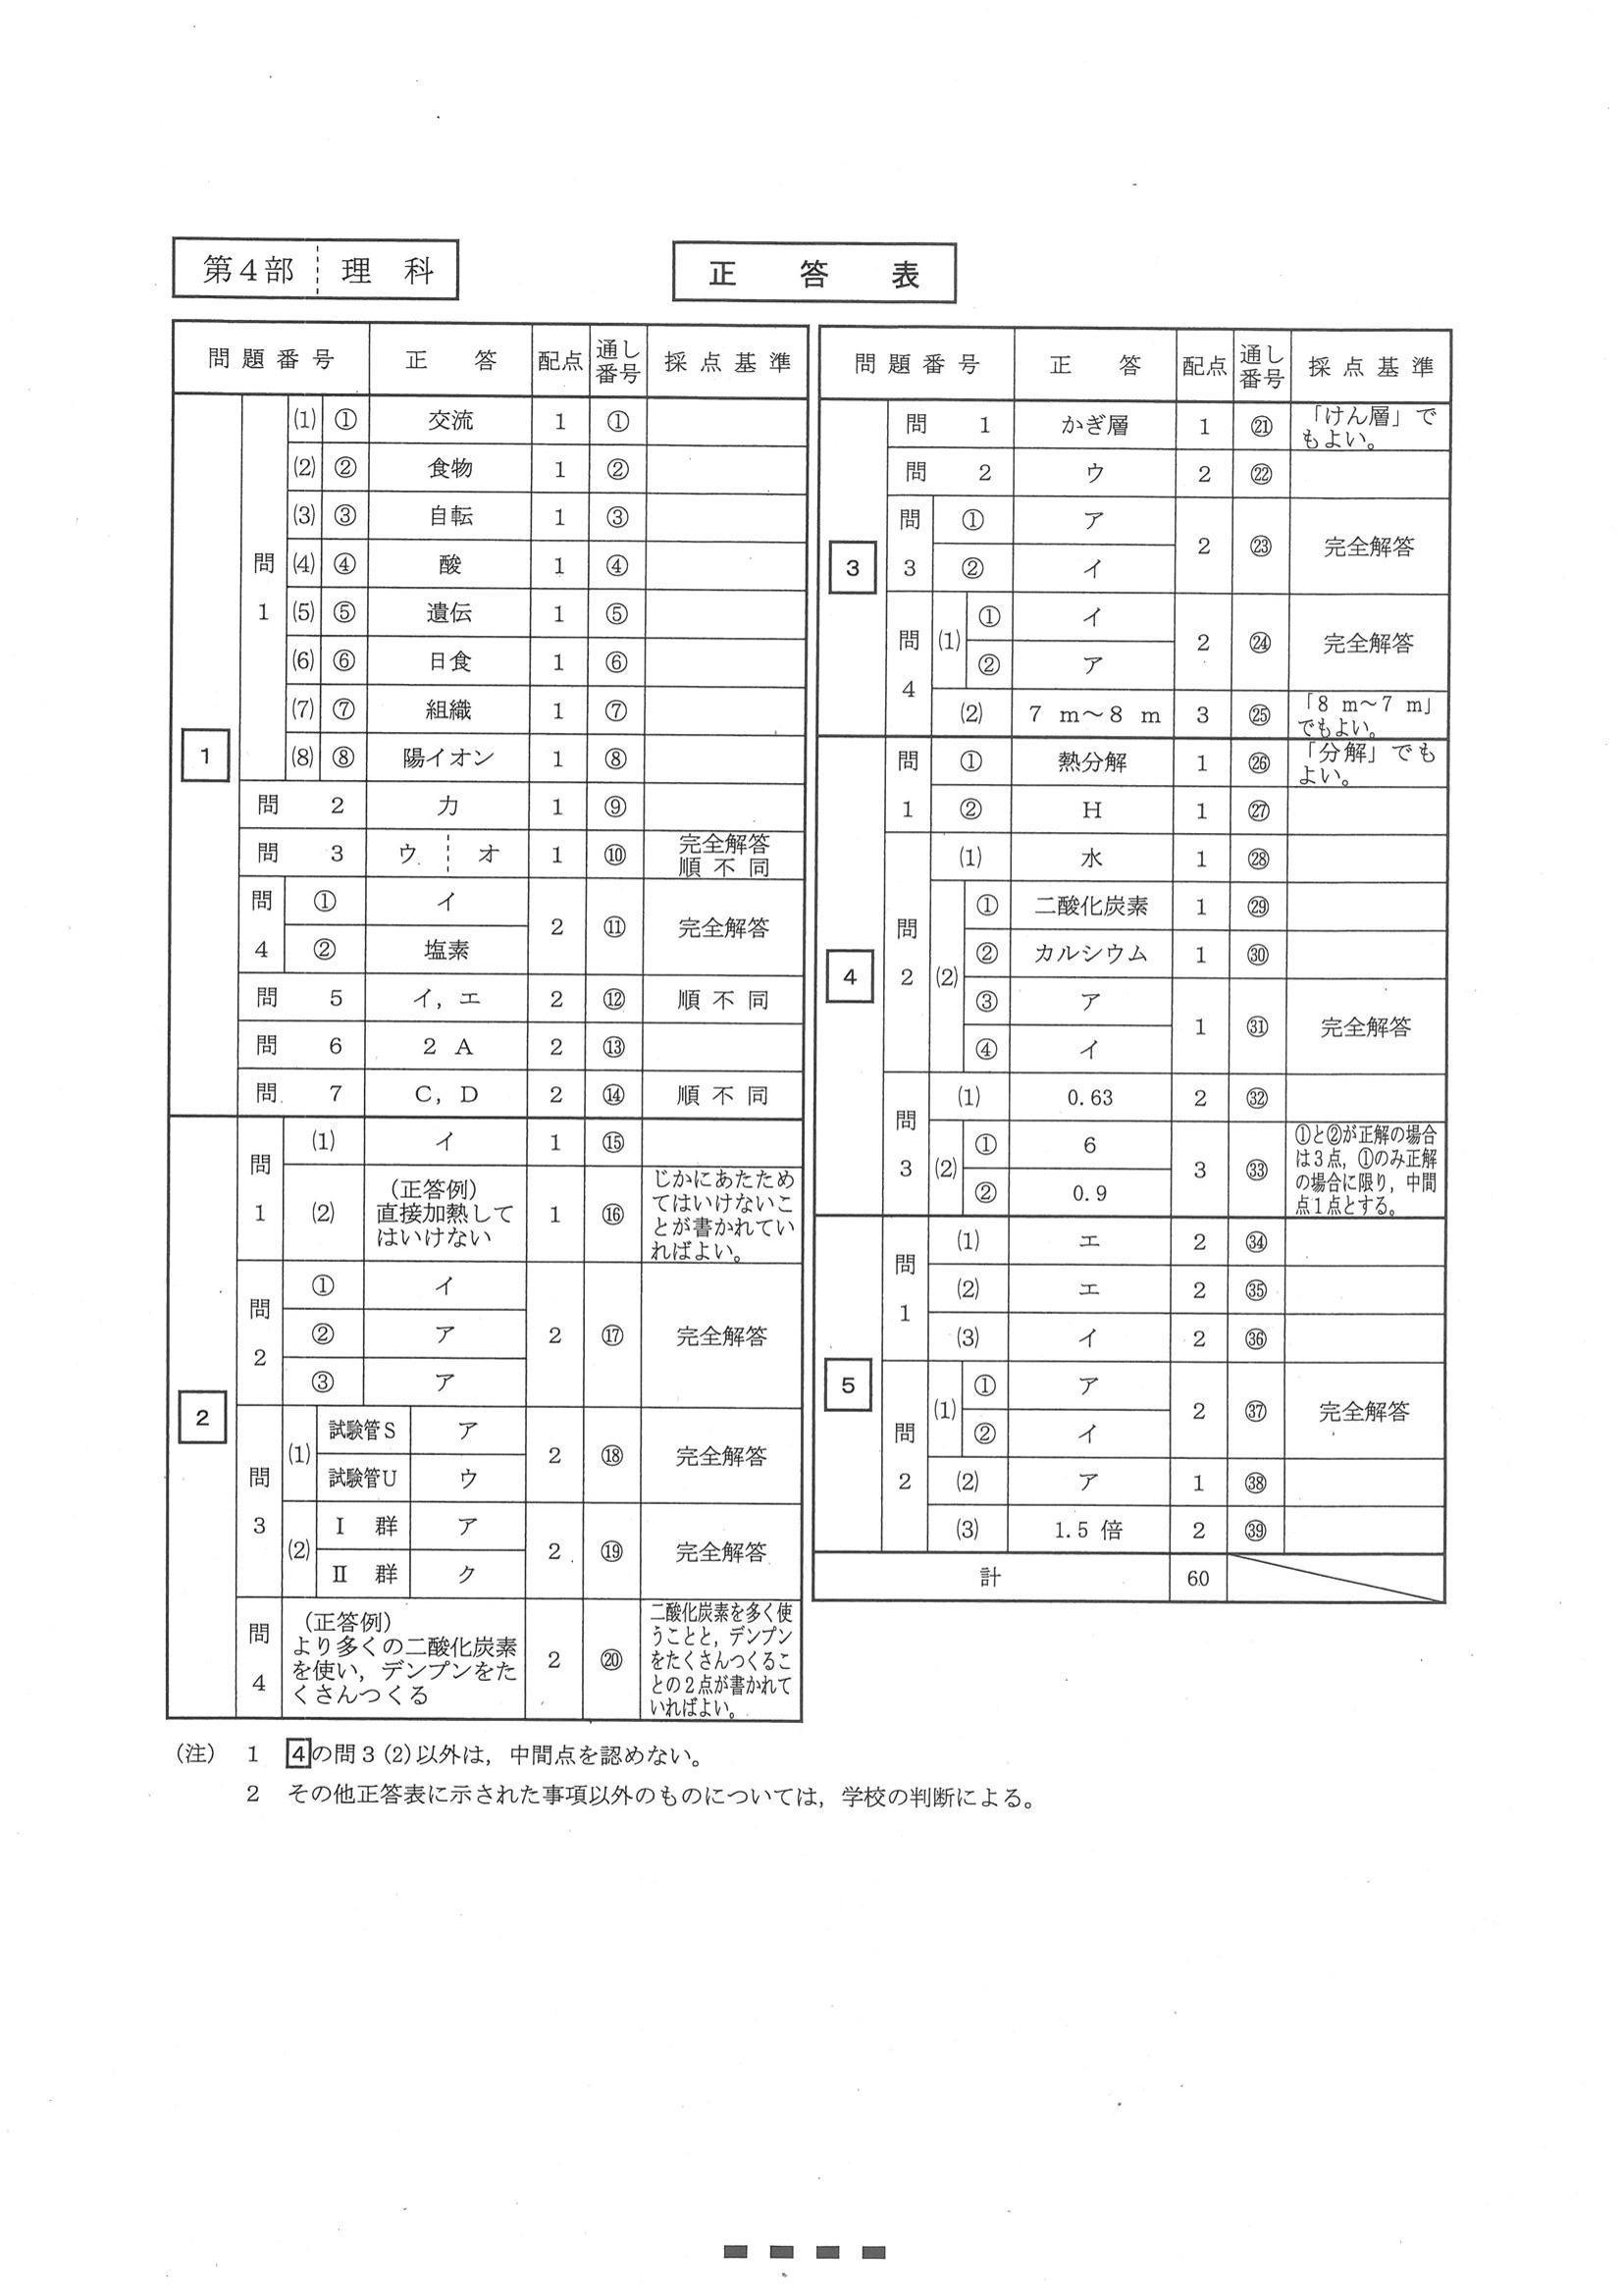 第4部 理 科
正 答 表
問 題 番 号 正 答 配点 通し番号 採 点 基 準
1
問1 (1) ① 交流 1 ①
(2) ② 食物 1 ②
(3) ③ 自転 1 ③
(4) ④ 酸 1 ④
(5) ⑤ 遺伝 1 ⑤
(6) ⑥ 日食 1 ⑥
(7) ⑦ 組織 1 ⑦
(8) ⑧ 陽イオン 1 ⑧
問 2 力 1 ⑨
問 3 ウ オ 1 ⑩ 完全解答 順 不 同
問4 ① イ 2 ⑪ 完全解答
② 塩素
問 5 イ,エ 2 ⑫ 順 不 同
問 6 2 A 2 ⑬
問 7 C,D 2 ⑭ 順 不 同
2
問1 (1) イ 1 ⑮
(2) (正答例)
直接加熱して
はいけない
1 ⑯
じかにあたため
てはいけないこ
とが書かれてい
ればよい。
問2 ① イ 2 ⑰ 完全解答
② ア
③ ア
問3 (1) 試験管S ア 2 ⑱ 完全解答
試験管U ウ
(2) Ⅰ 群 ア 2 ⑲ 完全解答
Ⅱ 群 ク
問4 (正答例)
より多くの二酸化炭素
を使い,デンプンをた
くさんつくる
2 ⑳
二酸化炭素を多く使
うことと,デンプン
をたくさんつくるこ
との2点が書かれて
いればよい。
問 題 番 号 正 答 配点 通し番号 採 点 基 準
3
問 1 かぎ層 1 ㉑ 「けん層」で
もよい。
問 2 ウ 2 ㉒
問3 ① ア 2 ㉓ 完全解答
② イ
問4 (1) ① イ 2 ㉔ 完全解答
② ア
(2) 7 m~8 m 3 ㉕ 「8 m~7 m」
でもよい。
4
問1 ① 熱分解 1 ㉖ 「分解」でも
よい。
② H 1 ㉗
問2 (1) 水 1 ㉘
(2) ① 二酸化炭素 1 ㉙
② カルシウム 1 ㉚
③ ア 1 ㉛ 完全解答
④ イ
問3 (1) 0.63 2 ㉜
(2) ① 6 3 ㉝
② 0.9
①と②が正解の場合
は3点,①のみ正解
の場合に限り,中間
点1点とする。
5
問1 (1) エ 2 ㉞
(2) エ 2 ㉟
(3) イ 2 ㊱
問2 (1) ① ア 2 ㊲ 完全解答
② イ
(2) ア 1 ㊳
(3) 1.5 倍 2 ㊴
計 60
(注) 1 4の問3(2)以外は,中間点を認めない。
2 その他正答表に示された事項以外のものについては,学校の判断による。